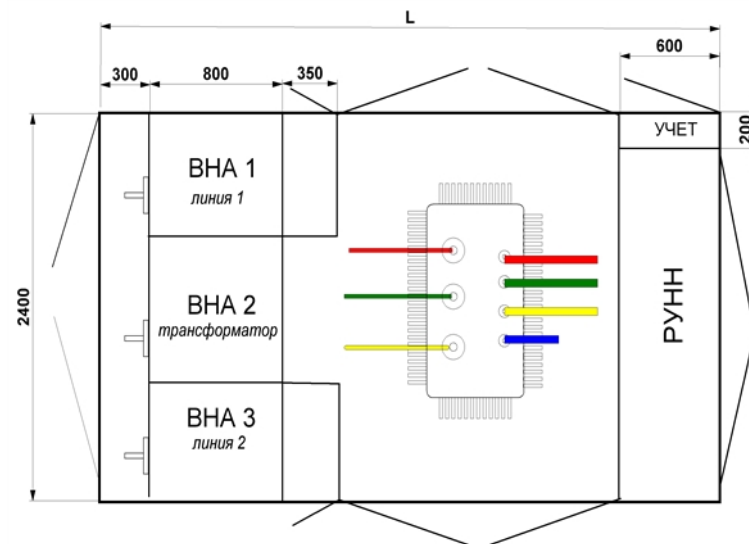 L
300
800
350
600
УЧЕТ
200
ВНА 1
линия 1
2400
ВНА 2
трансформатор
РУНН
ВНА 3
линия 2